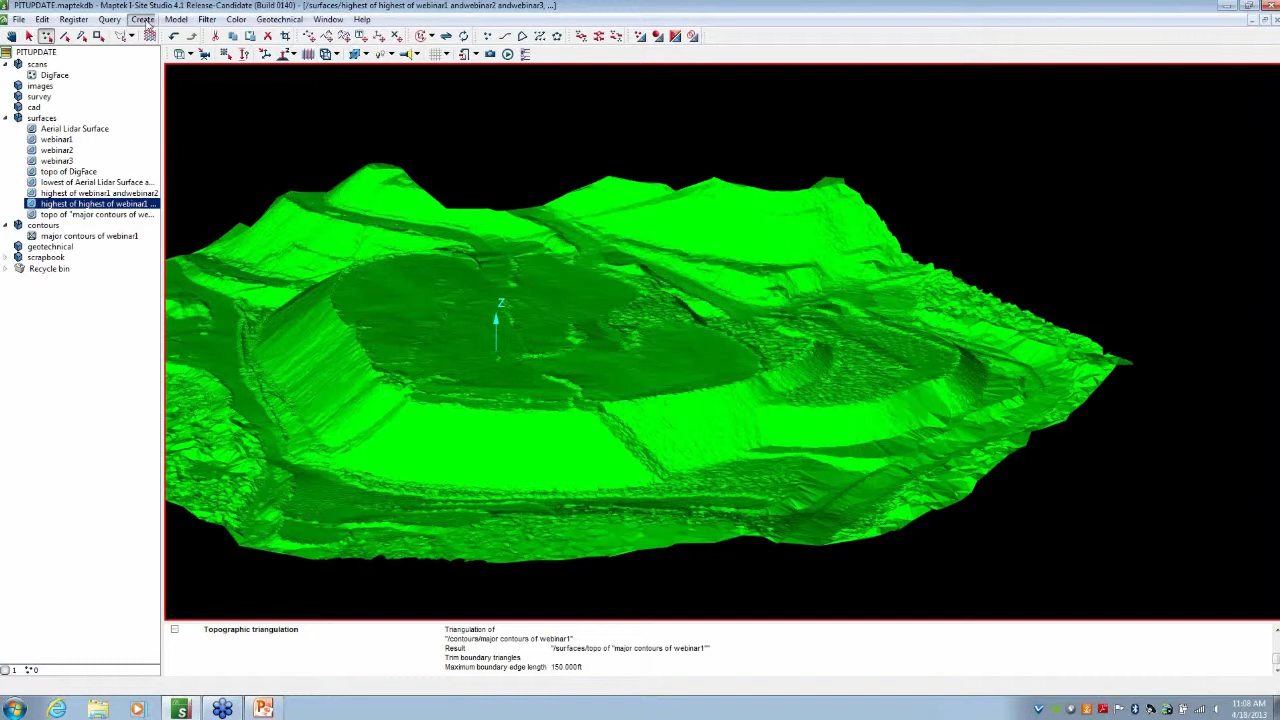 PITUPDATE.maptekdb - Maptek I-Site Studio 4.1 Release-Candidate (Build 0140) - [/surfaces/highest of highest of webinar1 andwebinar2 andwebinar3, ...]
File Edit Register Query Create Model Filter Color Geotechnical Window Help
PITUPDATE
scans
DigFace
images
survey
cad
surfaces
Aerial Lidar Surface
webinar1
webinar2
webinar3
topo of DigFace
lowest of Aerial Lidar Surface a...
highest of webinar1 andwebinar2
highest of highest of webinar1 ...
topo of "major contours of we...
contours
major contours of webinar1
geotechnical
scrapbook
Recycle bin
Z
Topographic triangulation
Triangulation of
"/contours/major contours of webinar1"
Result "/surfaces/topo of "major contours of webinar1""
Trim boundary triangles
Maximum boundary edge length 150.000ft
1 0
11:08 AM
4/18/2013